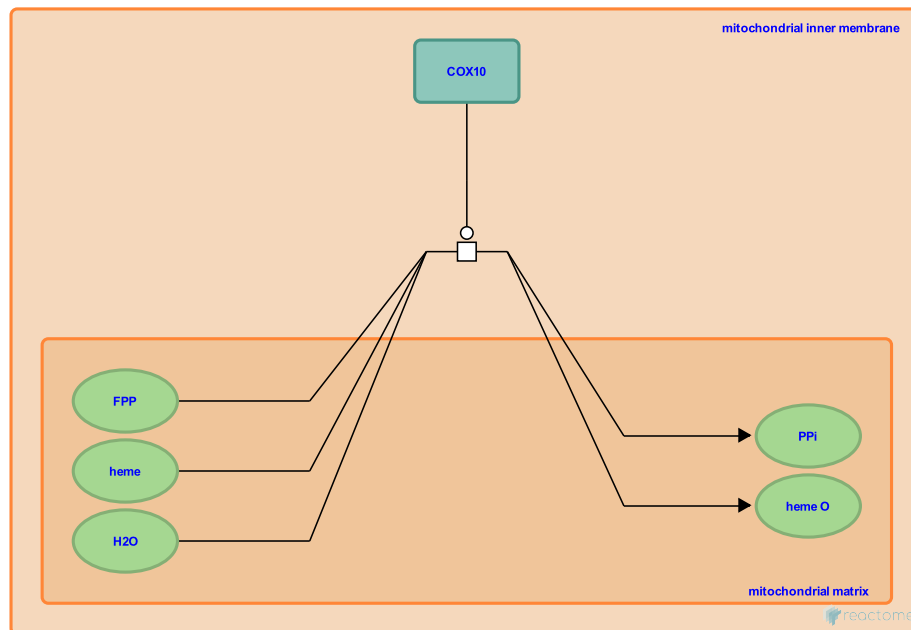 mitochondrial inner membrane
COX10
FPP
heme
H2O
PPi
heme O
mitochondrial matrix
reactome